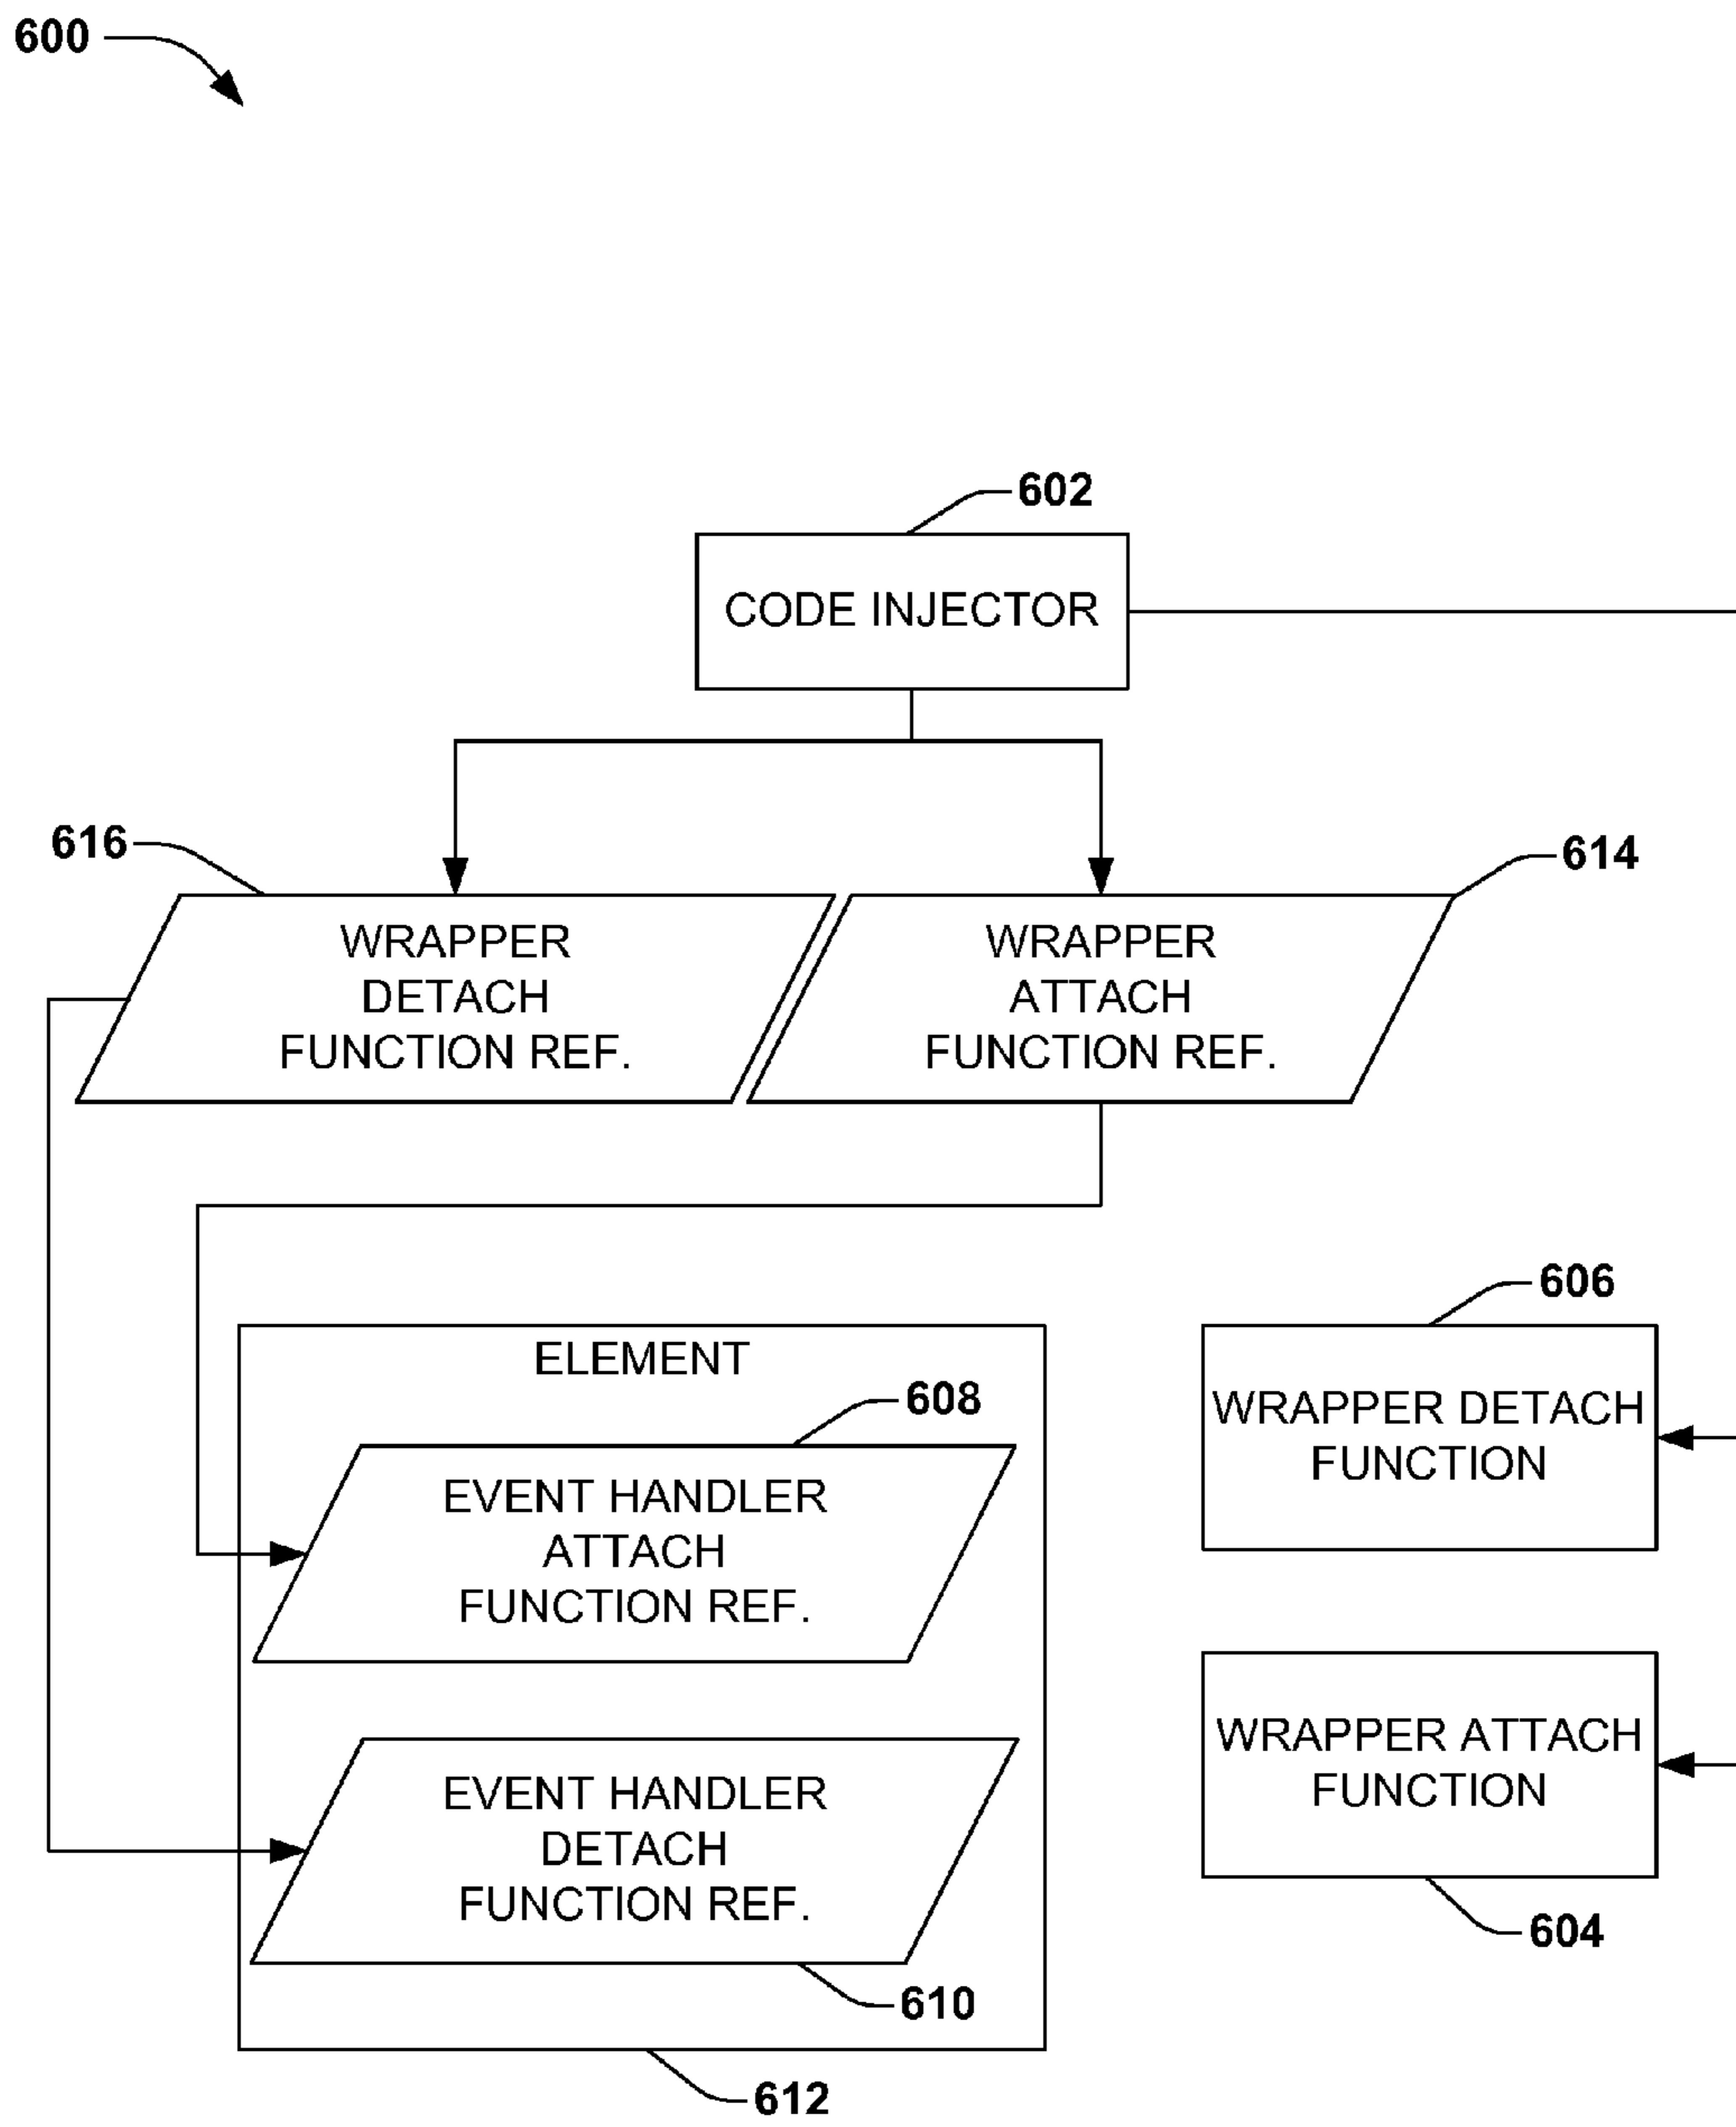 600
602
CODE INJECTOR
616
614
WRAPPER
DETACH
FUNCTION REF.
WRAPPER
ATTACH
FUNCTION REF.
606
ELEMENT
WRAPPER DETACH
FUNCTION
608
EVENT HANDLER
ATTACH
FUNCTION REF.
WRAPPER ATTACH
FUNCTION
604
EVENT HANDLER
DETACH
FUNCTION REF.
610
612